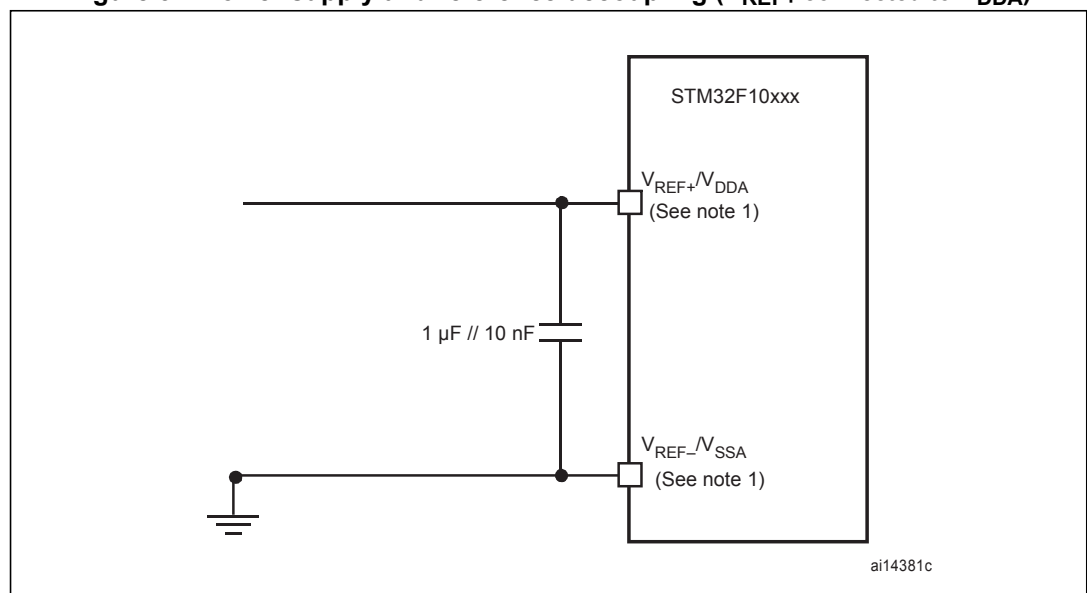 STM32F10xxx
VREF+/VDDA
(See note 1)
1 µF // 10 nF
VREF–/VSSA
(See note 1)
ai14381c